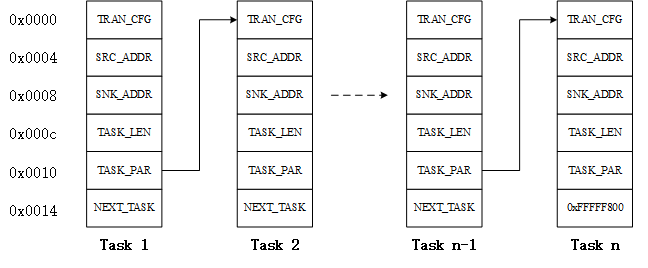 0x0000 TRAN_CFG TRAN_CFG TRAN_CFG TRAN_CFG
0x0004 SRC_ADDR SRC_ADDR SRC_ADDR SRC_ADDR
0x0008 SNK_ADDR SNK_ADDR SNK_ADDR SNK_ADDR
0x000c TASK_LEN TASK_LEN TASK_LEN TASK_LEN
0x0010 TASK_PAR TASK_PAR TASK_PAR TASK_PAR
0x0014 NEXT_TASK NEXT_TASK NEXT_TASK 0xFFFFF800
Task 1 Task 2 Task n-1 Task n